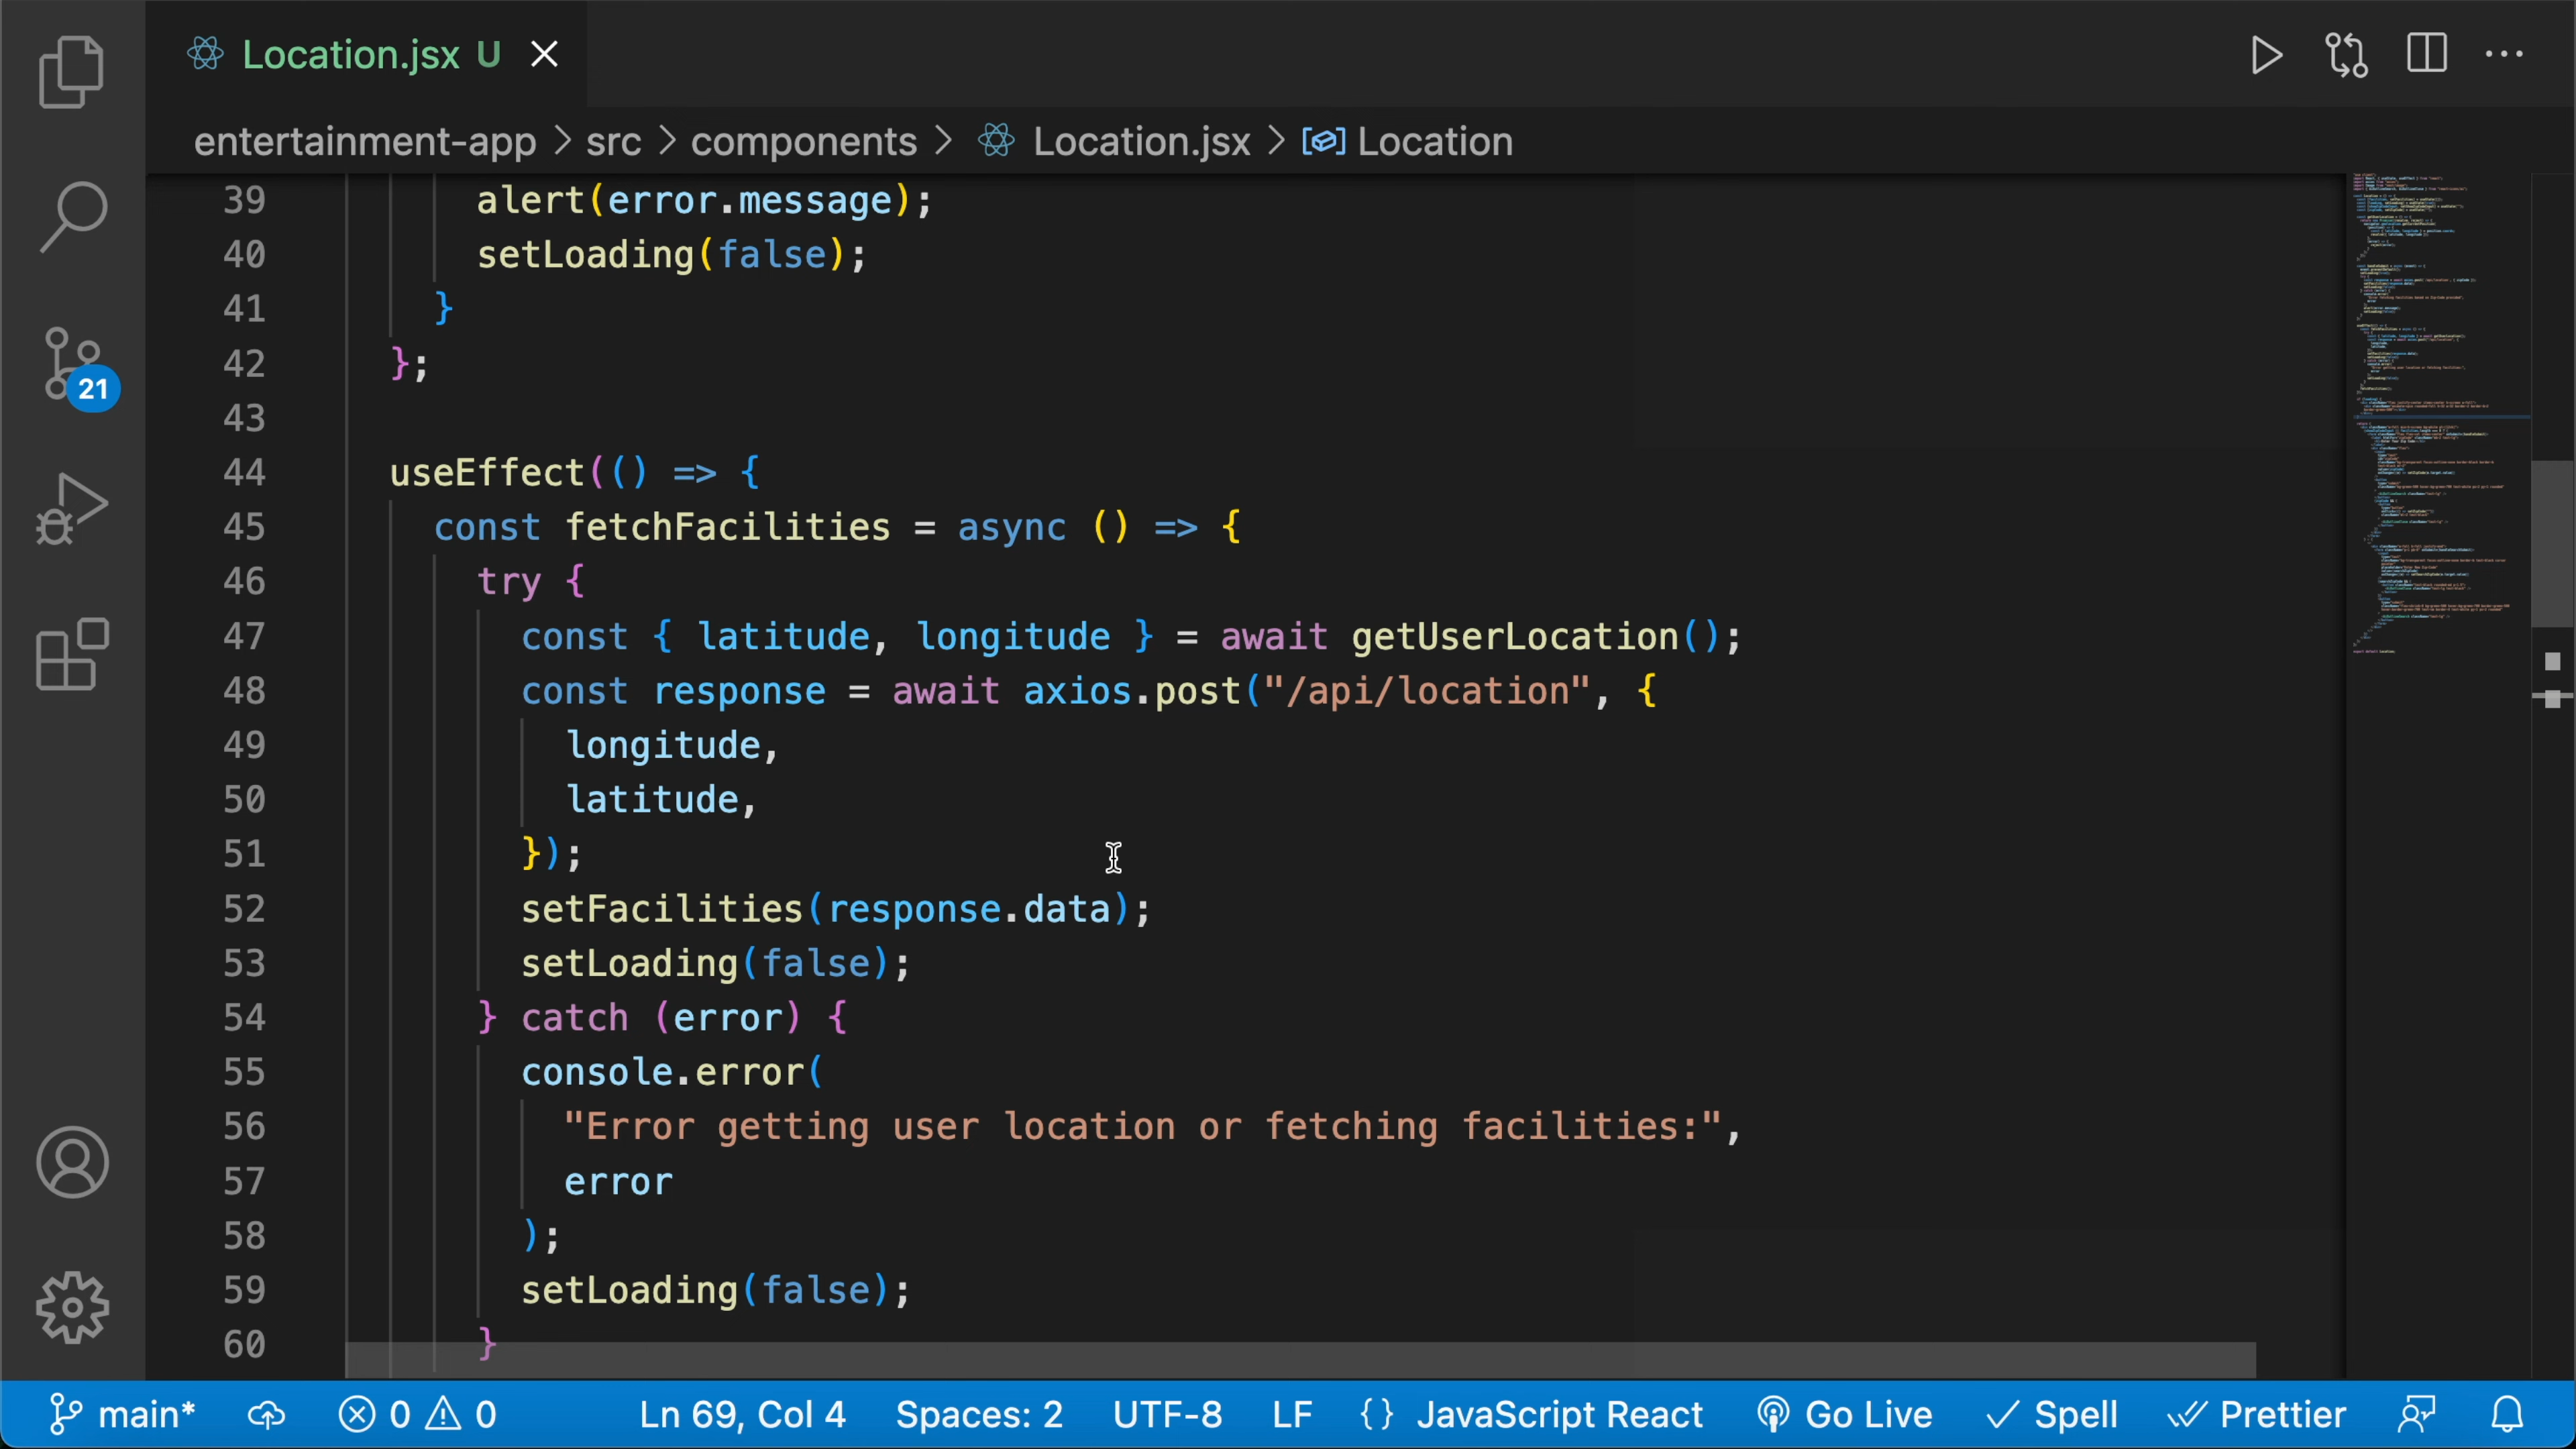 Location.jsx U
entertainment-app > src > components > Location.jsx > Location
39 alert(error.message);
40 setLoading(false);
41 }
42 };
43
44 useEffect(() => {
45 const fetchFacilities = async () => {
46 try {
47 const { latitude, longitude } = await getUserLocation();
48 const response = await axios.post("/api/location", {
49 longitude,
50 latitude,
51 });
52 setFacilities(response.data);
53 setLoading(false);
54 } catch (error) {
55 console.error(
56 "Error getting user location or fetching facilities:",
57 error
58 );
59 setLoading(false);
60 }
21
main* 0 0 Ln 69, Col 4 Spaces: 2 UTF-8 LF {} JavaScript React Go Live Spell Prettier